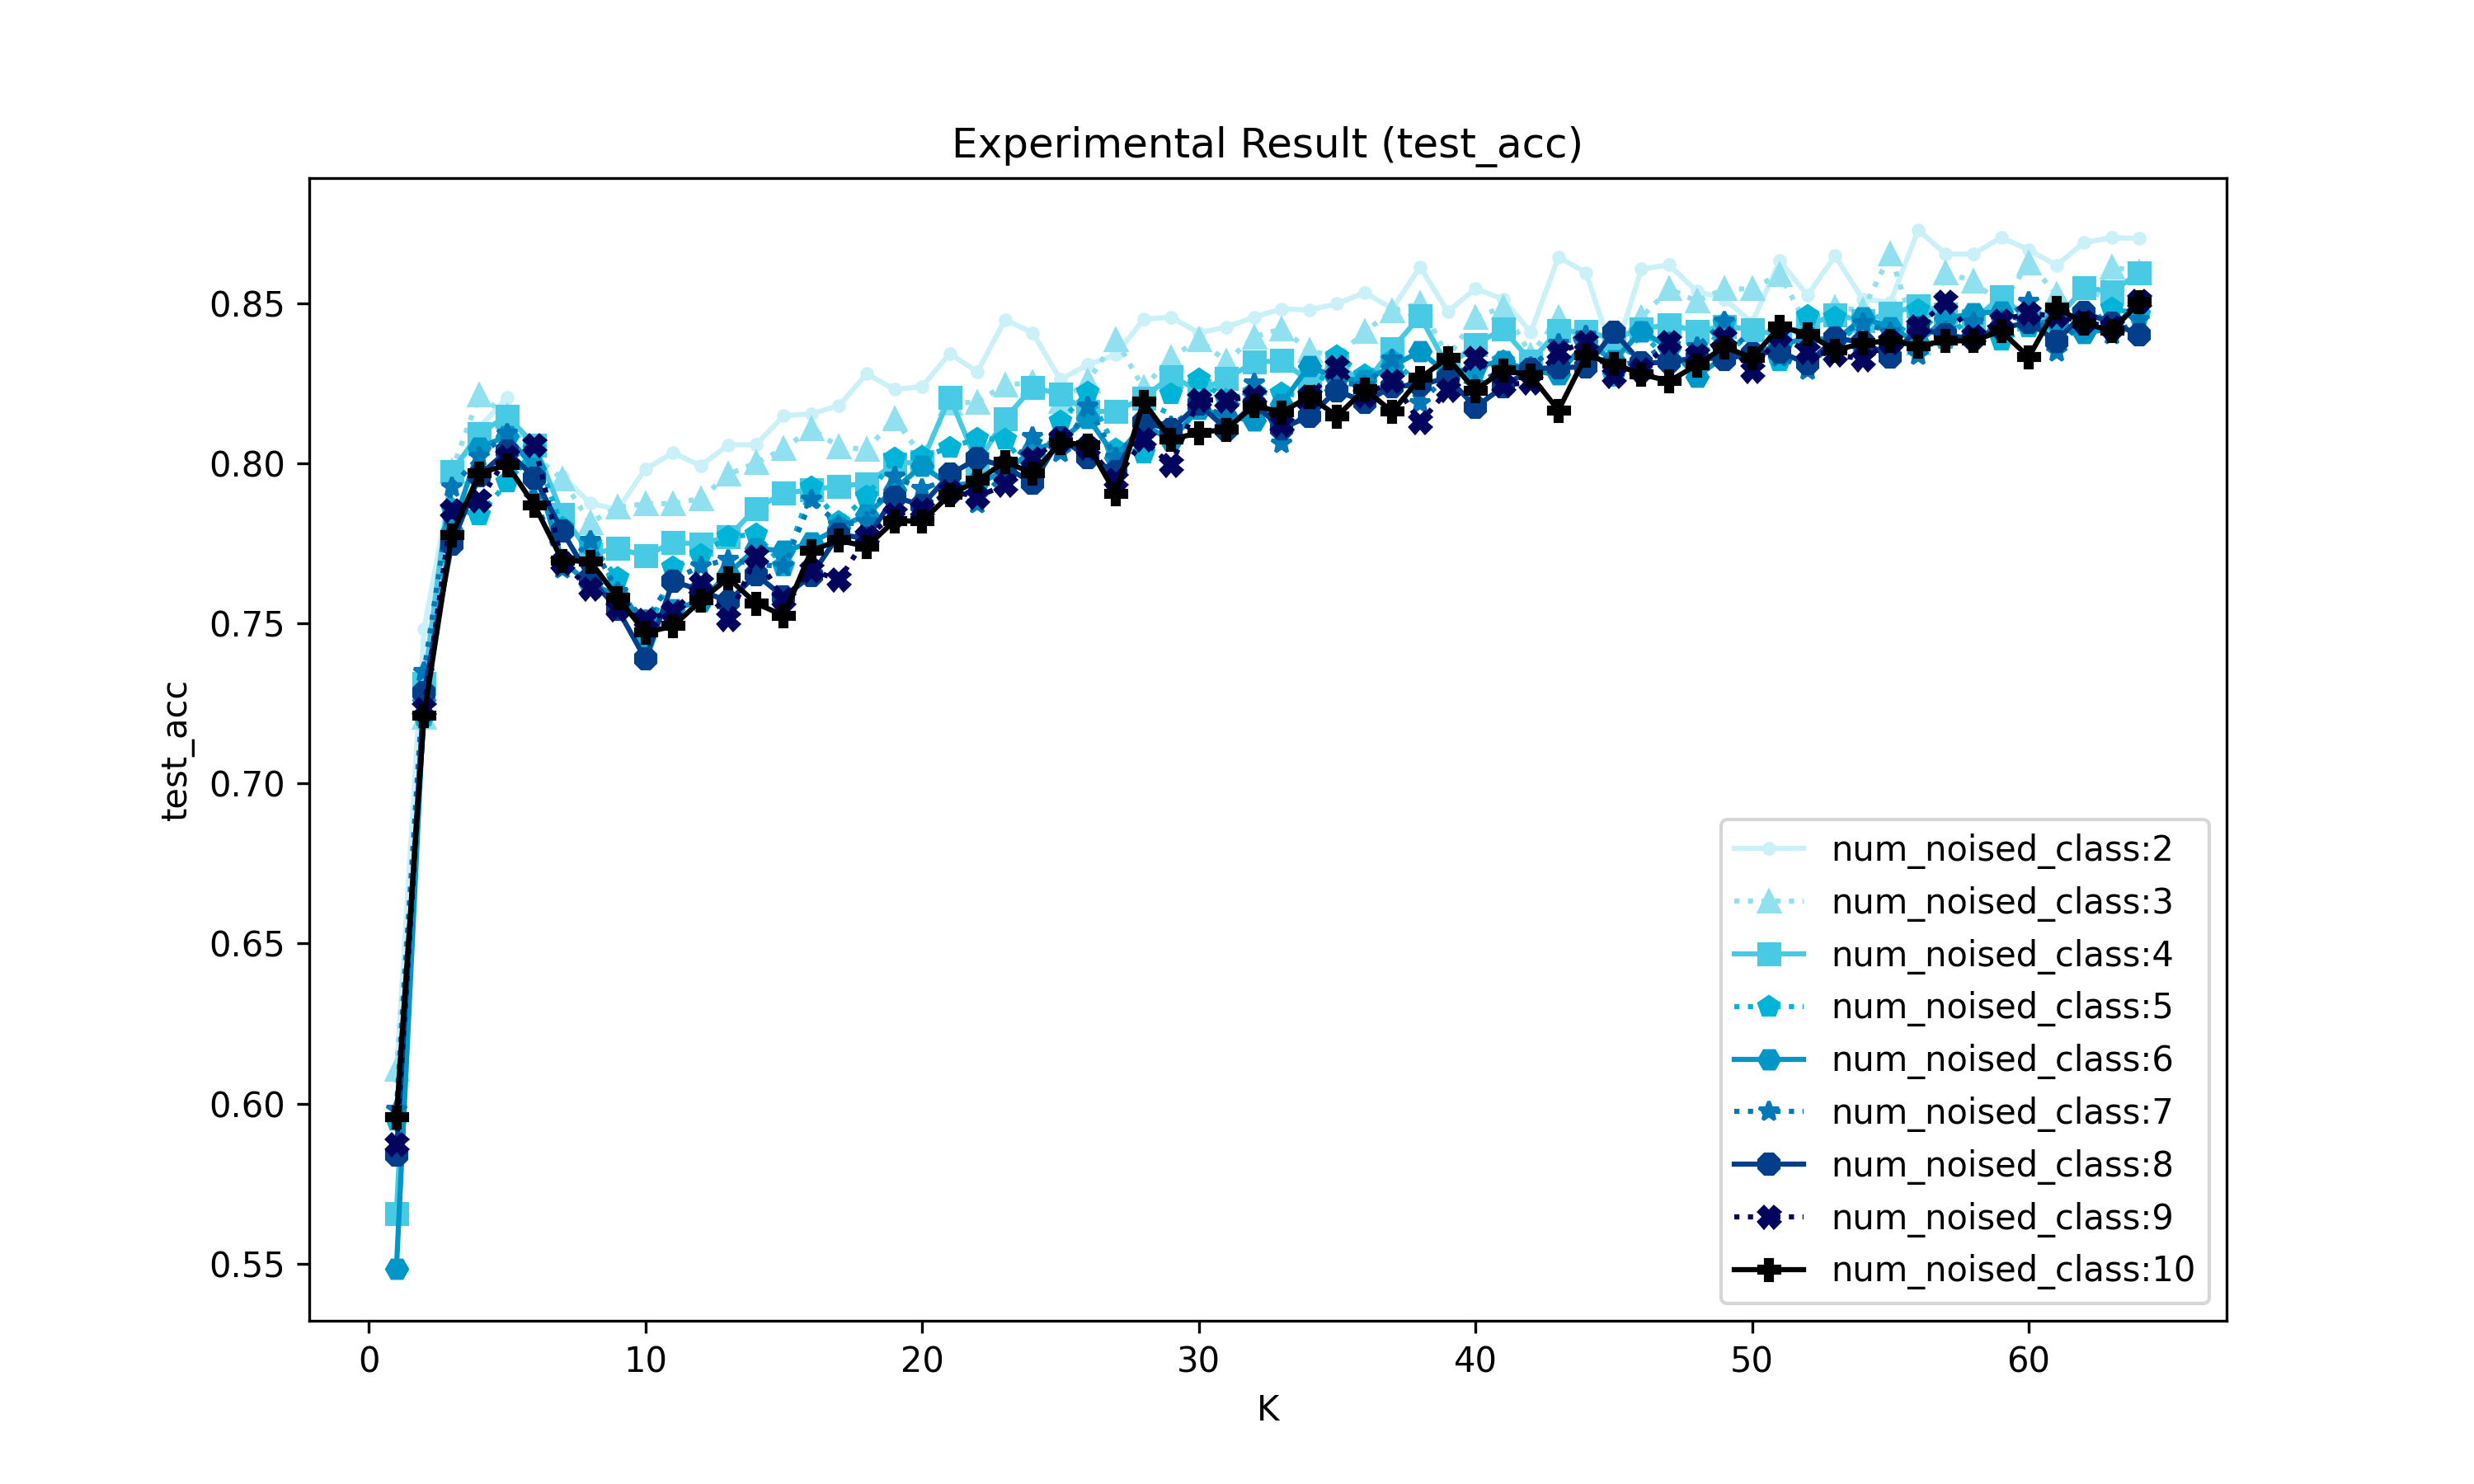 Experimental Result (test_acc)
test_acc
0.85
0.80
0.75
0.70
0.65
0.60
0.55
num_noised_class:2
num_noised_class:3
num_noised_class:4
num_noised_class:5
num_noised_class:6
num_noised_class:7
num_noised_class:8
num_noised_class:9
num_noised_class:10
0 10 20 30 40 50 60
K